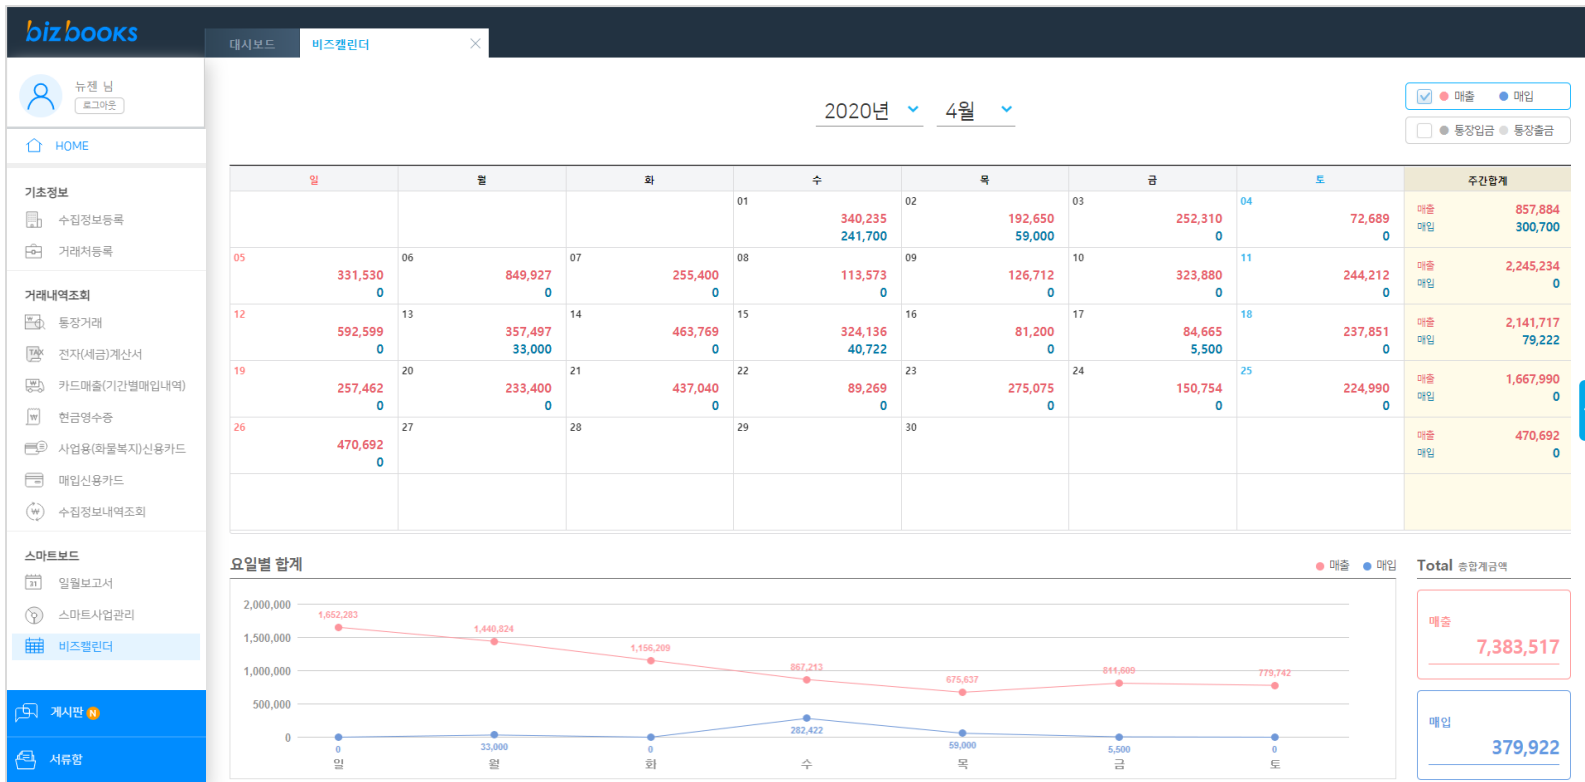 bizbooks
대시보드 비즈캘린더
뉴젠 님
로그아웃
HOME
기초정보
수집정보등록
거래처등록
거래내역조회
통장거래
전자(세금)계산서
카드매출(기간별매입내역)
현금영수증
사업용(화물복지)신용카드
매입신용카드
수집정보내역조회
스마트보드
31 일월보고서
스마트사업관리
비즈캘린더
게시판 N
서류함
2020년 4월
매출 매입
통장입금 통장출금
일 월 화 수 목 금 토 주간합계
01 02 03 04
340,235 192,650 252,310 72,689 매출 857,884
241,700 59,000 0 0 매입 300,700
05 06 07 08 09 10 11
331,530 849,927 255,400 113,573 126,712 323,880 244,212 매출 2,245,234
0 0 0 0 0 0 0 매입 0
12 13 14 15 16 17 18
592,599 357,497 463,769 324,136 81,200 84,665 237,851 매출 2,141,717
0 33,000 0 40,722 0 5,500 0 매입 79,222
19 20 21 22 23 24 25
257,462 233,400 437,040 89,269 275,075 150,754 224,990 매출 1,667,990
0 0 0 0 0 0 0 매입 0
26 27 28 29 30
470,692 매출 470,692
0 매입 0
요일별 합계 매출 매입
2,000,000
1,500,000
1,000,000
500,000
0
1,652,283 1,440,824 1,156,209 867,213 675,637 811,609 779,742
0 33,000 0 282,422 59,000 5,500 0
일 월 화 수 목 금 토
Total 총합계금액
매출
7,383,517
매입
379,922